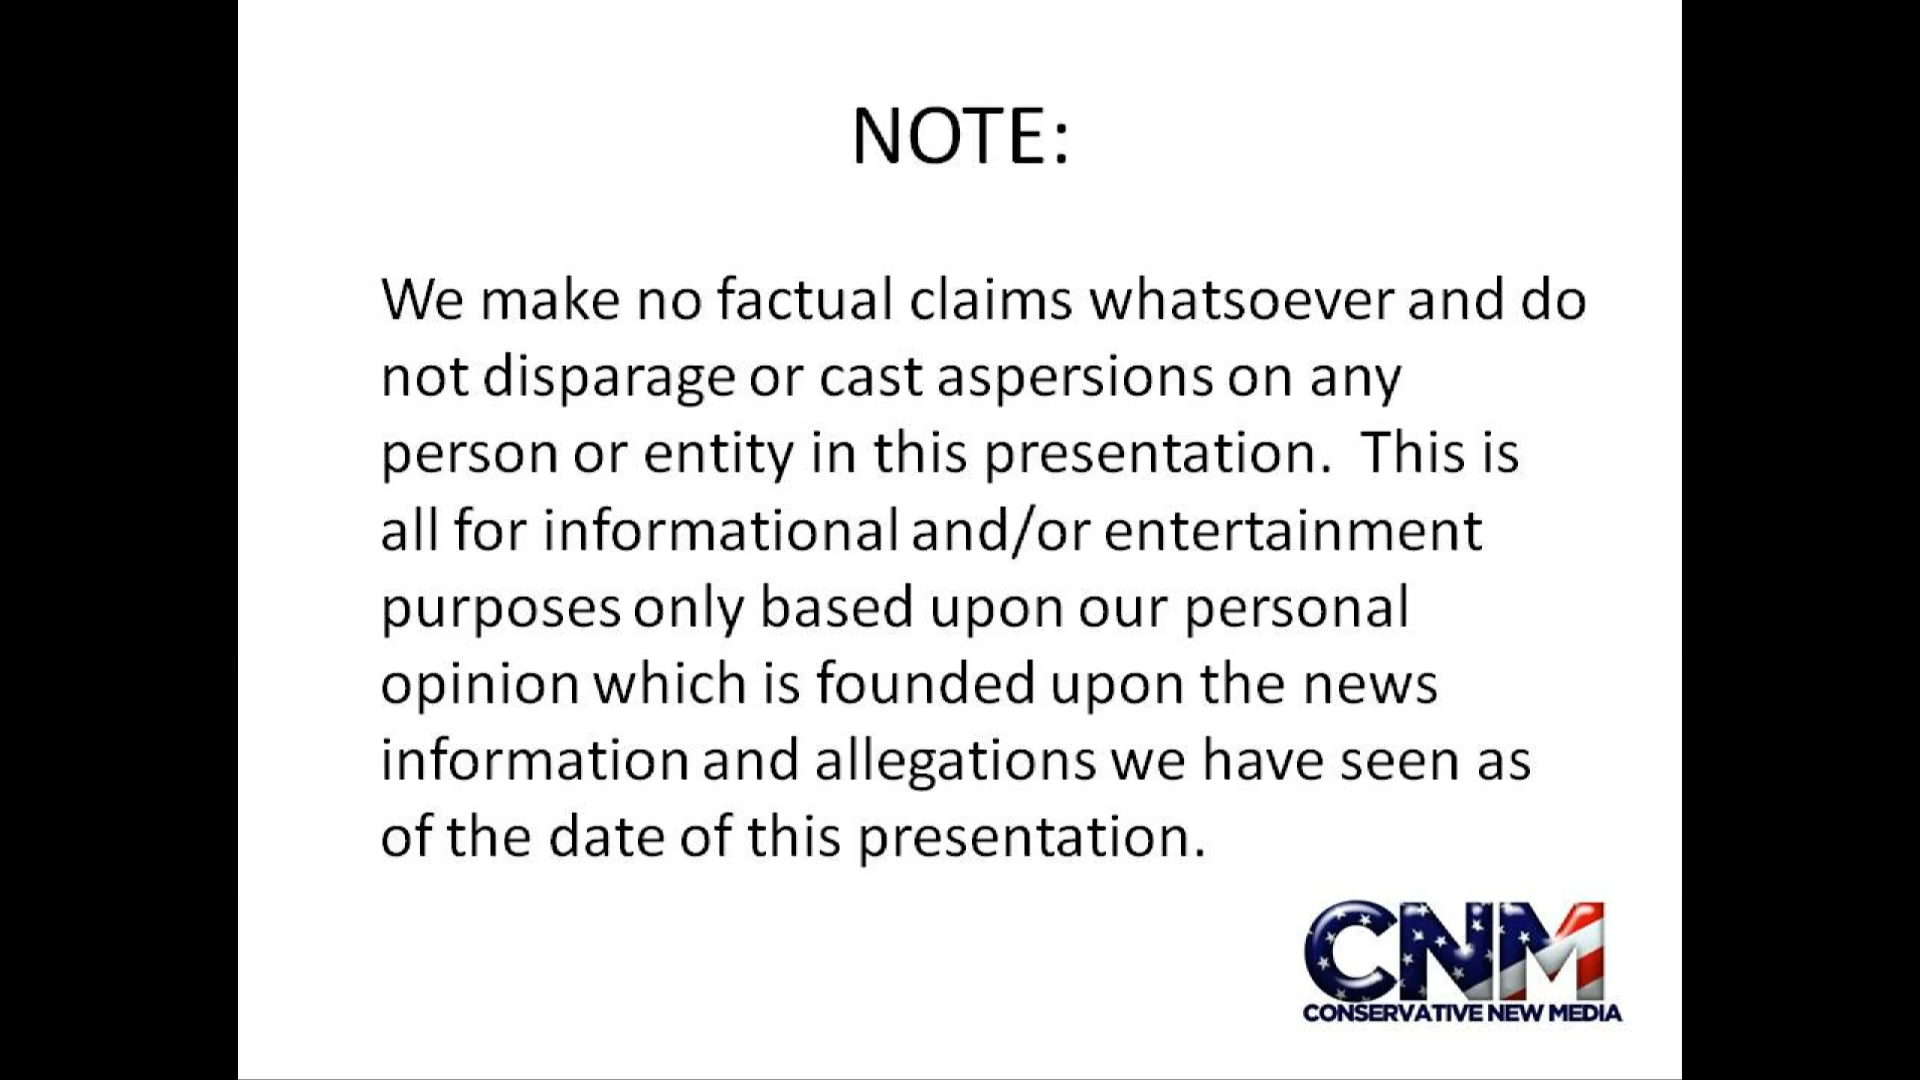 NOTE:
We make no factual claims whatsoever and do
not disparage or cast aspersions on any
person or entity in this presentation.  This is
all for informational and/or entertainment
purposes only based upon our personal
opinion which is founded upon the news
information and allegations we have seen as
of the date of this presentation.
CNM
CONSERVATIVE NEW MEDIA